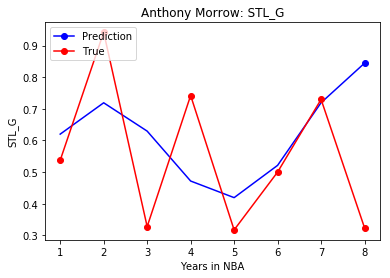 Anthony Morrow: STL_G
Prediction
True
STL_G
0.9
0.8
0.7
0.6
0.5
0.4
0.3
1 2 3 4 5 6 7 8
Years in NBA